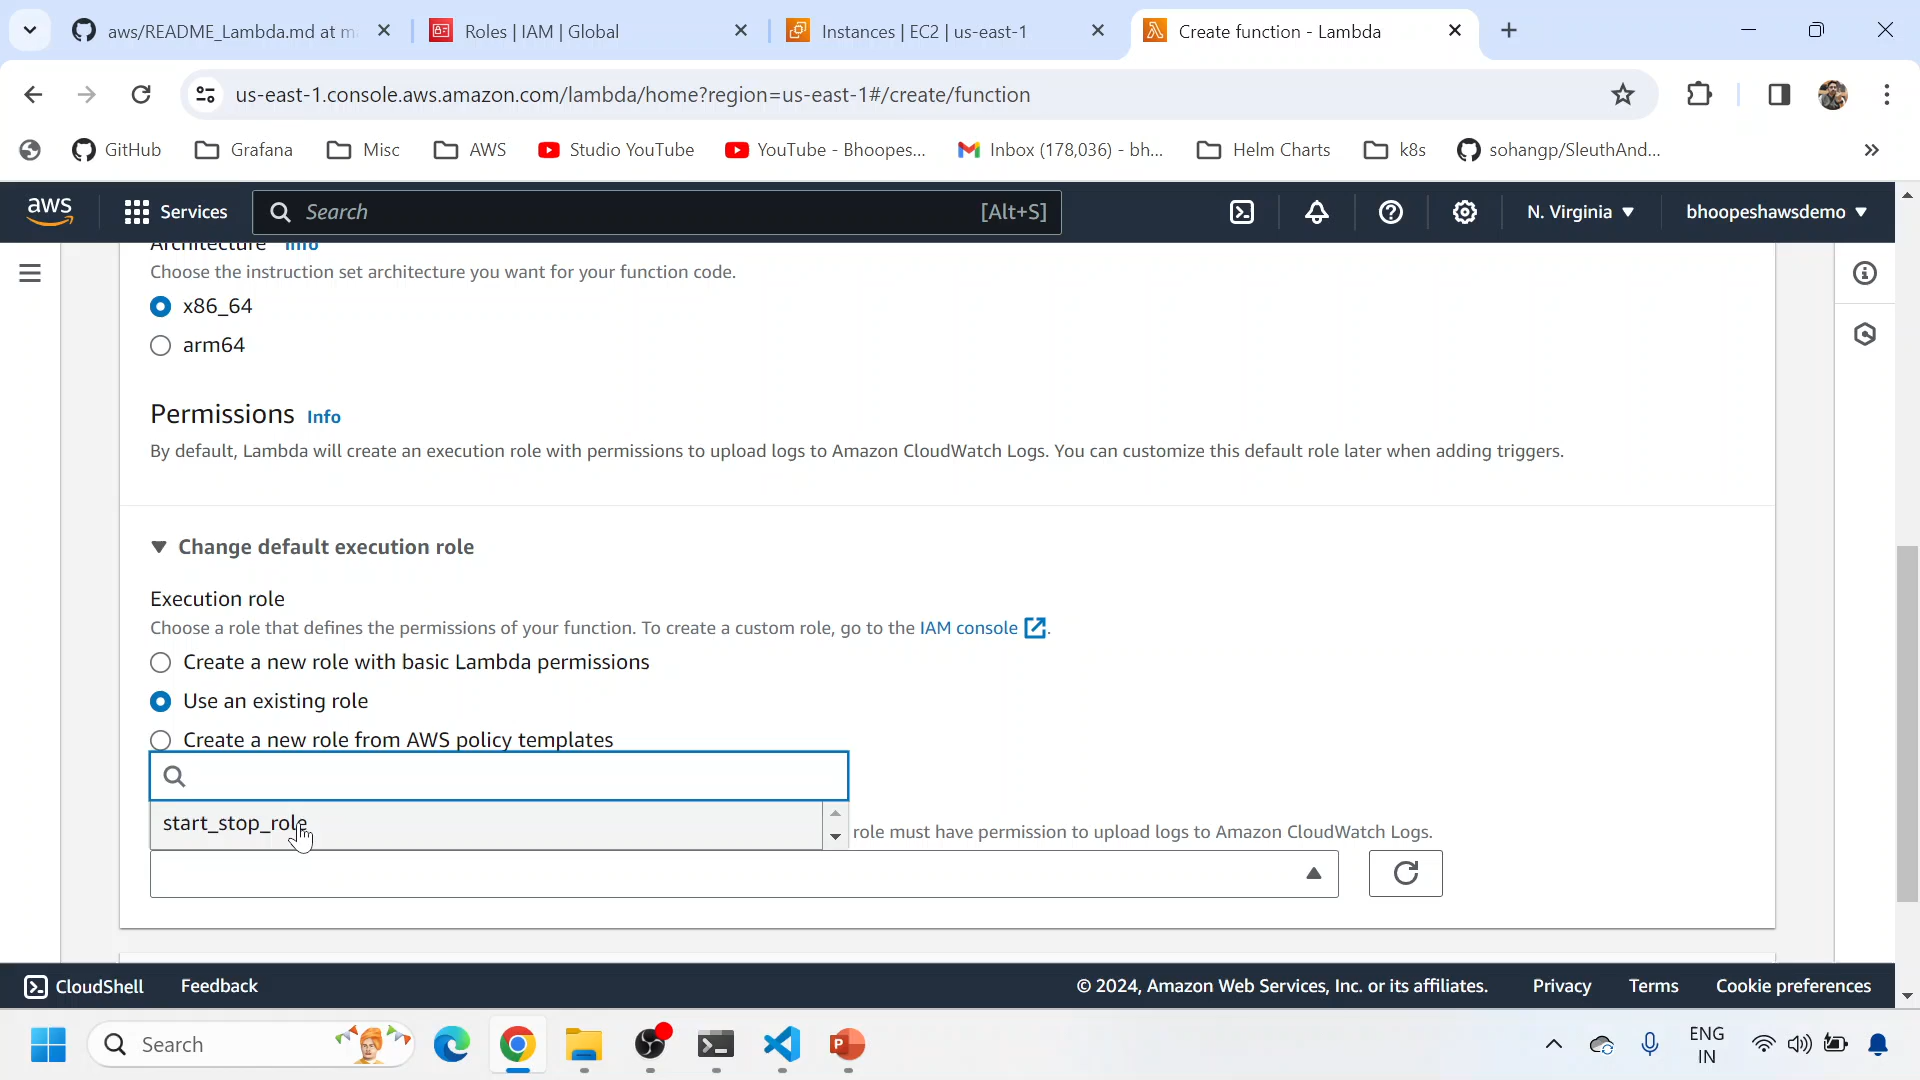 aws/README_Lambda.md at m
Roles | IAM | Global
Instances | EC2 | us-east-1
Create function - Lambda
us-east-1.console.aws.amazon.com/lambda/home?region=us-east-1#/create/function
GitHub
Grafana
Misc
AWS
Studio YouTube
YouTube - Bhoopes...
Inbox (178,036) - bh...
Helm Charts
k8s
sohangp/SleuthAnd...
aws
Services
Search
[Alt+S]
N. Virginia
bhoopeshawsdemo
Architecture Info
Choose the instruction set architecture you want for your function code.
x86_64
arm64
Permissions Info
By default, Lambda will create an execution role with permissions to upload logs to Amazon CloudWatch Logs. You can customize this default role later when adding triggers.
Change default execution role
Execution role
Choose a role that defines the permissions of your function. To create a custom role, go to the IAM console.
Create a new role with basic Lambda permissions
Use an existing role
Create a new role from AWS policy templates
start_stop_role
role must have permission to upload logs to Amazon CloudWatch Logs.
CloudShell
Feedback
© 2024, Amazon Web Services, Inc. or its affiliates.
Privacy
Terms
Cookie preferences
Search
P
ENG
IN